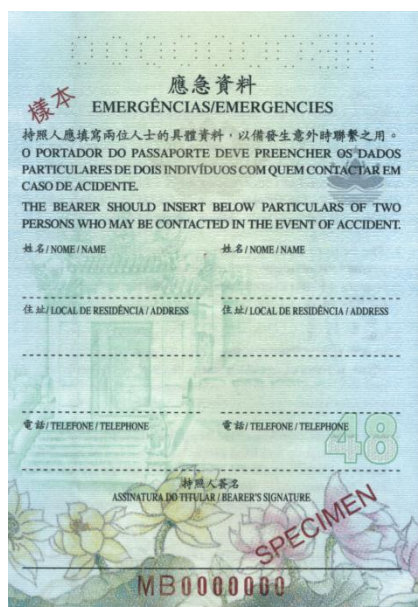 樣本
應急資料
EMERGÊNCIAS/EMERGENCIES
持照人應填寫兩位人士的具體資料，以備發生意外時聯繫之用。
O PORTADOR DO PASSAPORTE DEVE PREENCHER OS DADOS
PARTICULARES DE DOIS INDIVÍDUOS COM QUEM CONTACTAR EM
CASO DE ACIDENTE.
THE BEARER SHOULD INSERT BELOW PARTICULARS OF TWO
PERSONS WHO MAY BE CONTACTED IN THE EVENT OF ACCIDENT.
姓名/NOME/NAME 姓名/NOME/NAME
住址/LOCAL DE RESIDÊNCIA/ADDRESS 住址/LOCAL DE RESIDÊNCIA/ADDRESS
電話/TELEFONE/TELEPHONE 電話/TELEFONE/TELEPHONE
48
持照人簽名
ASSINATURA DO TITULAR/BEARER'S SIGNATURE
SPECIMEN
MB0000000